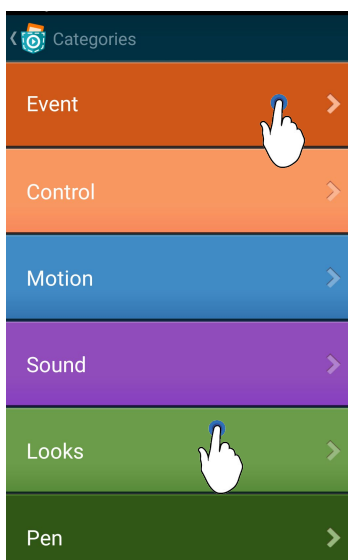 Categories
Event
Control
Motion
Sound
Looks
Pen